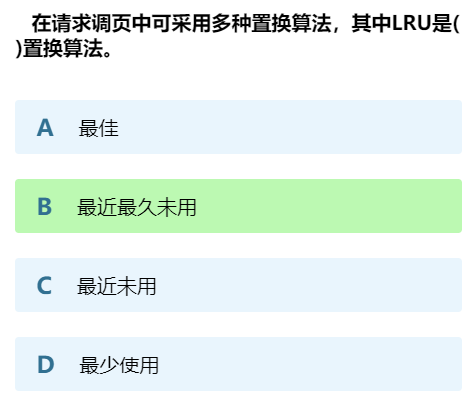 在请求调页中可采用多种置换算法，其中LRU是(
)置换算法。
A 最佳
B 最近最久未用
C 最近未用
D 最少使用